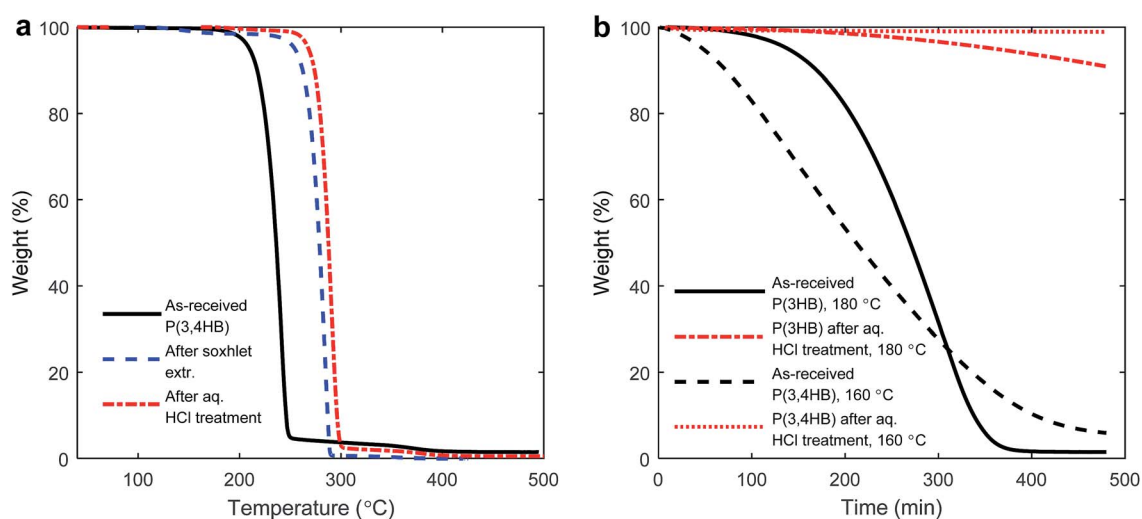 a
Weight (%)
100
80
60
40
20
0
As-received
P(3,4HB)
After soxhlet
extr.
After aq.
HCl treatment
100
200
300
400
500
Temperature (°C)
b
Weight (%)
100
80
60
40
20
0
As-received
P(3HB), 180 °C
P(3HB) after aq.
HCl treatment, 180 °C
As-received
P(3,4HB), 160 °C
P(3,4HB) after aq.
HCl treatment, 160 °C
0
100
200
300
400
500
Time (min)